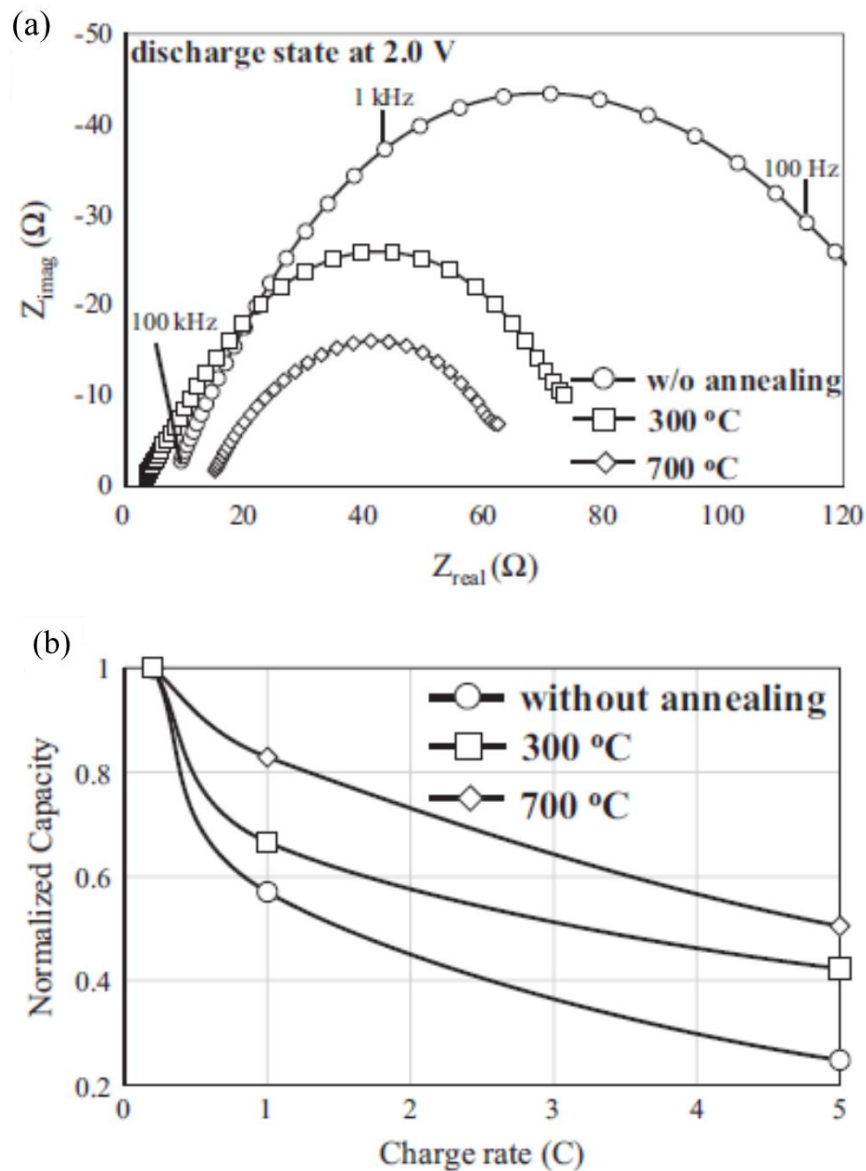 (a)
-50
discharge state at 2.0 V
1 kHz
-40
100 Hz
-30
Zimag (Ω)
-20
100 kHz
w/o annealing
-10
300 °C
700 °C
0
0 20 40 60 80 100 120
Zreal (Ω)
(b)
1
without annealing
300 °C
0.8
700 °C
Normalized Capacity
0.6
0.4
0.2
0 1 2 3 4 5
Charge rate (C)